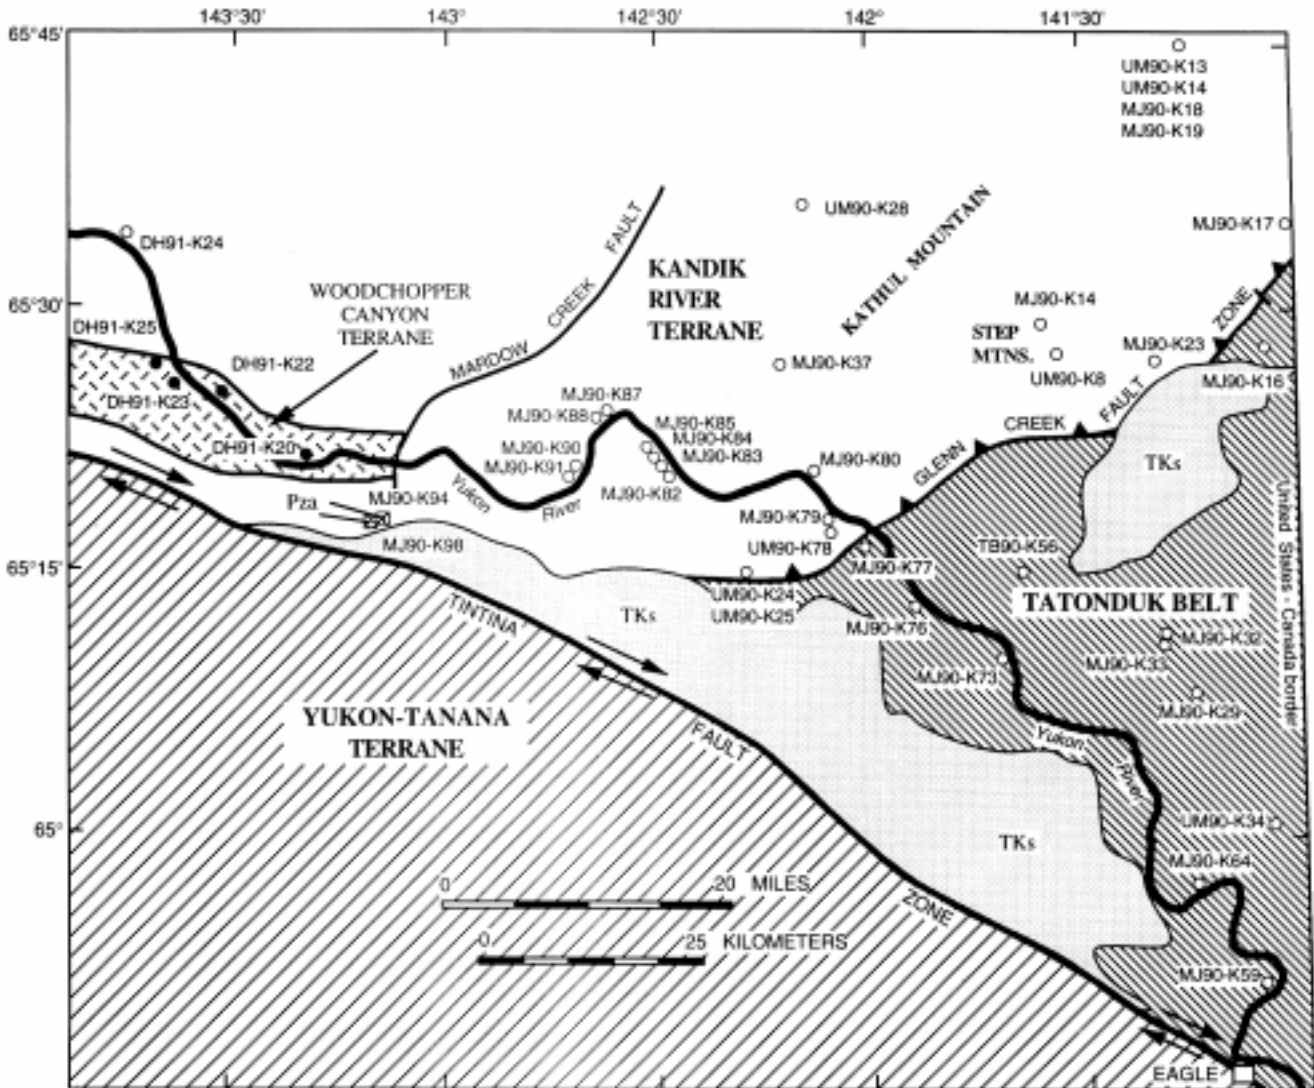 143°30' 143° 142°30' 142° 141°30'
65°45'
UM90-K13
UM90-K14
MJ90-K18
MJ90-K19
UM90-K28
MJ90-K17
DH91-K24
KATHUL MOUNTAIN
MARDOW CREEK FAULT
KANDIK
RIVER
TERRANE
WOODCHOPPER
CANYON
TERRANE
65°30'
MJ90-K14
STEP
MTNS.
DH91-K25
DH91-K22
MJ90-K37
UM90-K8
MJ90-K23
MJ90-K16
DH91-K23
MJ90-K87
MJ90-K88
MJ90-K85
MJ90-K84
MJ90-K83
DH91-K20
MJ90-K90
MJ90-K91
MJ90-K82
MJ90-K80
GLENN CREEK FAULT ZONE
TKs
MJ90-K94
Pza
Yukon River
MJ90-K79
UM90-K78
MJ90-K98
MJ90-K77
TB90-K56
65°15'
UM90-K24
UM90-K25
TATONDUK BELT
TKs
MJ90-K76
MJ90-K32
MJ90-K33
MJ90-K73
MJ90-K29
United States - Canada border
TINTINA FAULT ZONE
YUKON-TANANA
TERRANE
Yukon River
65°
UM90-K34
TKs
MJ90-K64
0 20 MILES
0 25 KILOMETERS
MJ90-K59
EAGLE